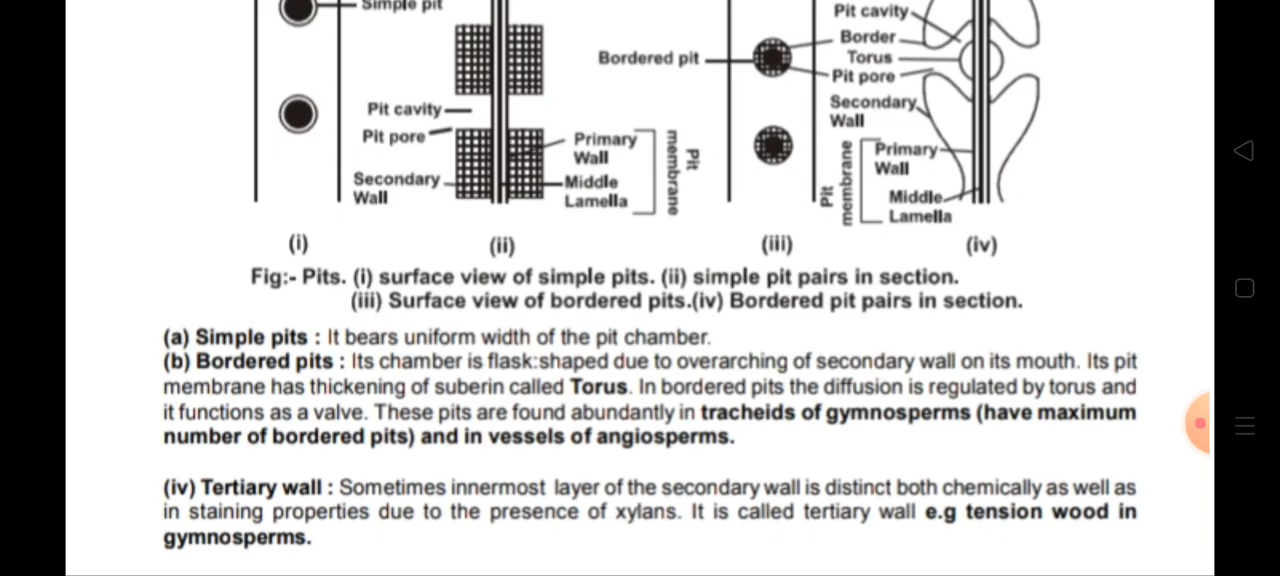 Simple pit
Pit cavity
Border
Bordered pit
Torus
Pit pore
Pit cavity
Secondary
Wall
Pit pore
Primary
Wall
Pit
membrane
Primary
Wall
Secondary
Wall
Middle
Lamella
Pit
membrane
Middle
Lamella
(i)
(ii)
(iii)
(iv)
Fig:- Pits. (i) surface view of simple pits. (ii) simple pit pairs in section.
(iii) Surface view of bordered pits.(iv) Bordered pit pairs in section.
(a) Simple pits : It bears uniform width of the pit chamber.
(b) Bordered pits : Its chamber is flask:shaped due to overarching of secondary wall on its mouth. Its pit
membrane has thickening of suberin called Torus. In bordered pits the diffusion is regulated by torus and
it functions as a valve. These pits are found abundantly in tracheids of gymnosperms (have maximum
number of bordered pits) and in vessels of angiosperms.
(iv) Tertiary wall : Sometimes innermost layer of the secondary wall is distinct both chemically as well as
in staining properties due to the presence of xylans. It is called tertiary wall e.g tension wood in
gymnosperms.